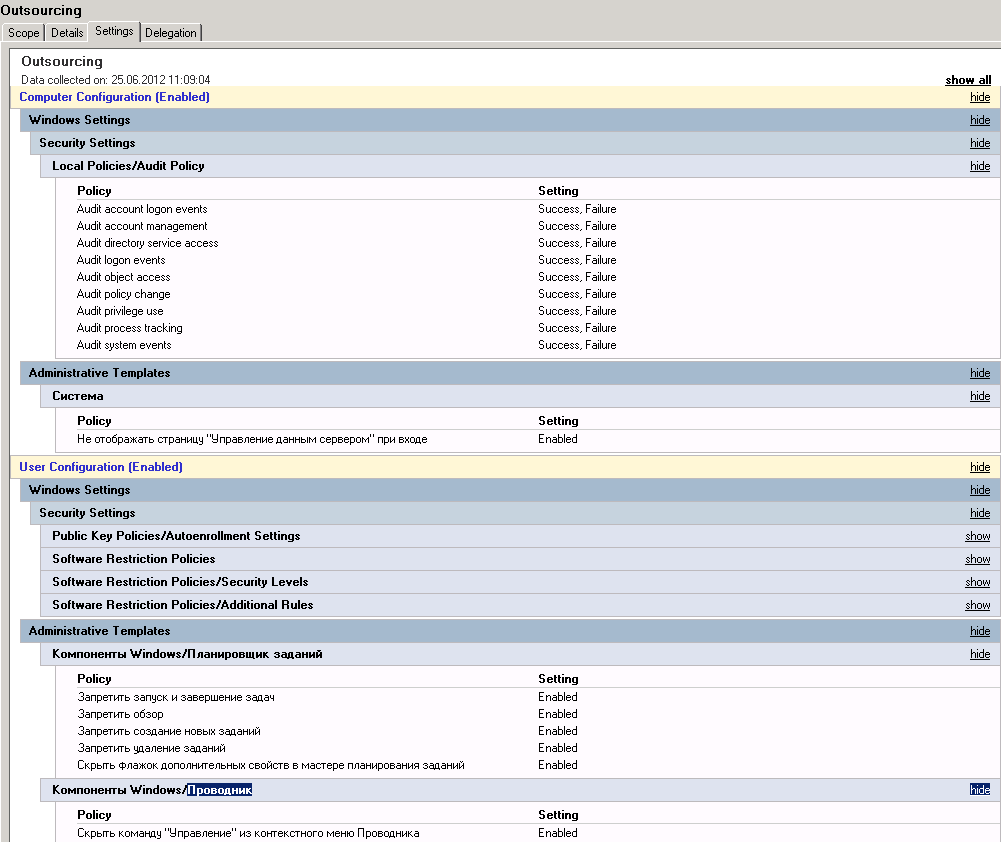 Outsourcing
Scope Details Settings Delegation
Outsourcing
Data collected on: 25.06.2012 11:09:04 show all
Computer Configuration (Enabled) hide
Windows Settings hide
Security Settings hide
Local Policies/Audit Policy hide
Policy Setting
Audit account logon events Success, Failure
Audit account management Success, Failure
Audit directory service access Success, Failure
Audit logon events Success, Failure
Audit object access Success, Failure
Audit policy change Success, Failure
Audit privilege use Success, Failure
Audit process tracking Success, Failure
Audit system events Success, Failure
Administrative Templates hide
Система hide
Policy Setting
Не отображать страницу "Управление данным сервером" при входе Enabled
User Configuration (Enabled) hide
Windows Settings hide
Security Settings hide
Public Key Policies/Autoenrollment Settings show
Software Restriction Policies show
Software Restriction Policies/Security Levels show
Software Restriction Policies/Additional Rules show
Administrative Templates hide
Компоненты Windows/Планировщик заданий hide
Policy Setting
Запретить запуск и завершение задач Enabled
Запретить обзор Enabled
Запретить создание новых заданий Enabled
Запретить удаление заданий Enabled
Скрыть флажок дополнительных свойств в мастере планирования заданий Enabled
Компоненты Windows/Проводник hide
Policy Setting
Скрыть команду "Управление" из контекстного меню Проводника Enabled